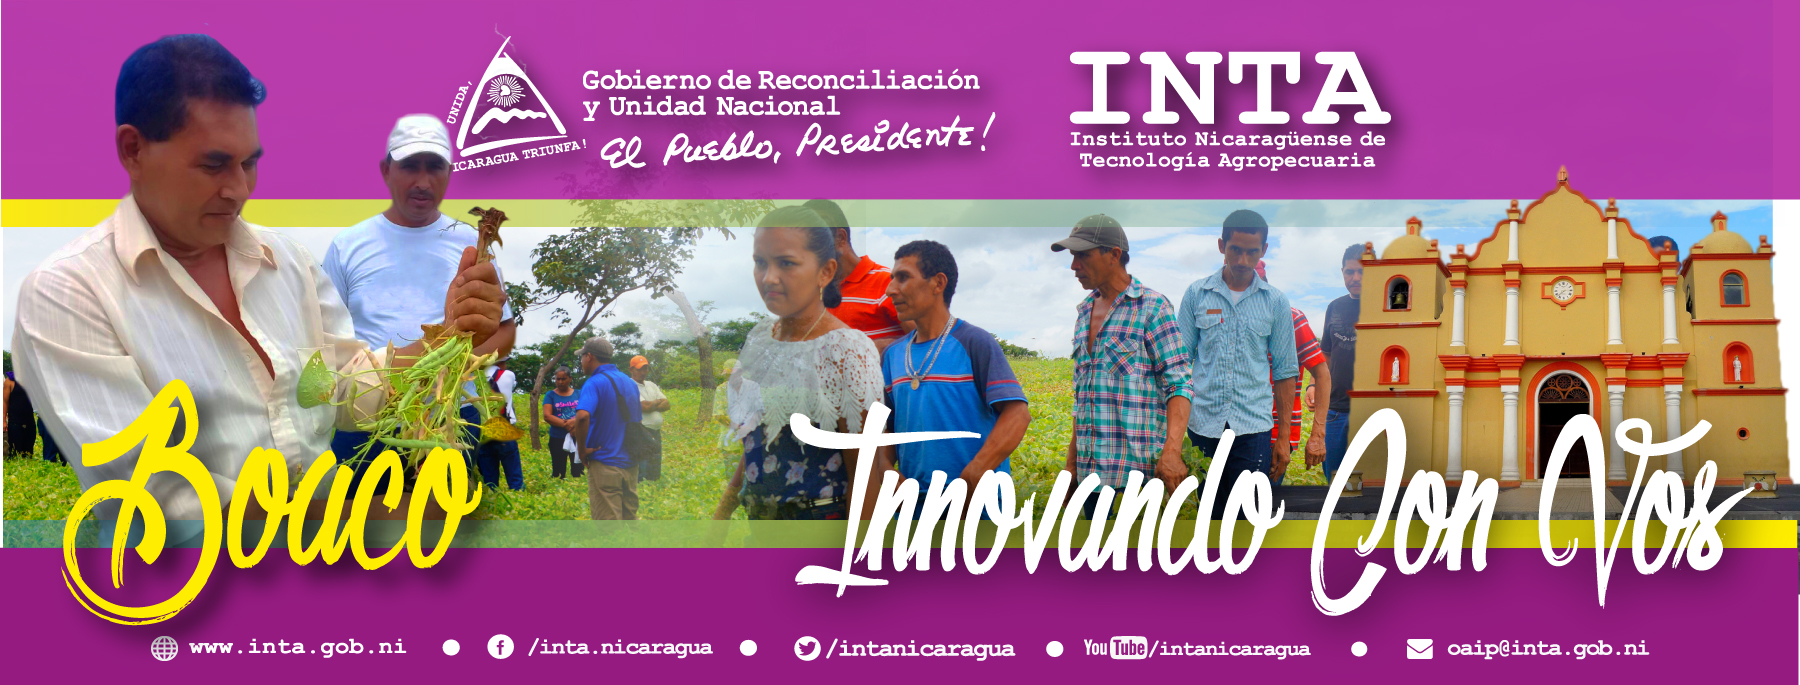 UNIDA,
NICARAGUA TRIUNFA!
Gobierno de Reconciliación
y Unidad Nacional
El Pueblo, Presidente!
INTA
Instituto Nicaragüense de
Tecnología Agropecuaria
Boaco
Innovando Con Vos
www.inta.gob.ni
/inta.nicaragua
/intanicaragua
YouTube/intanicaragua
oaip@inta.gob.ni